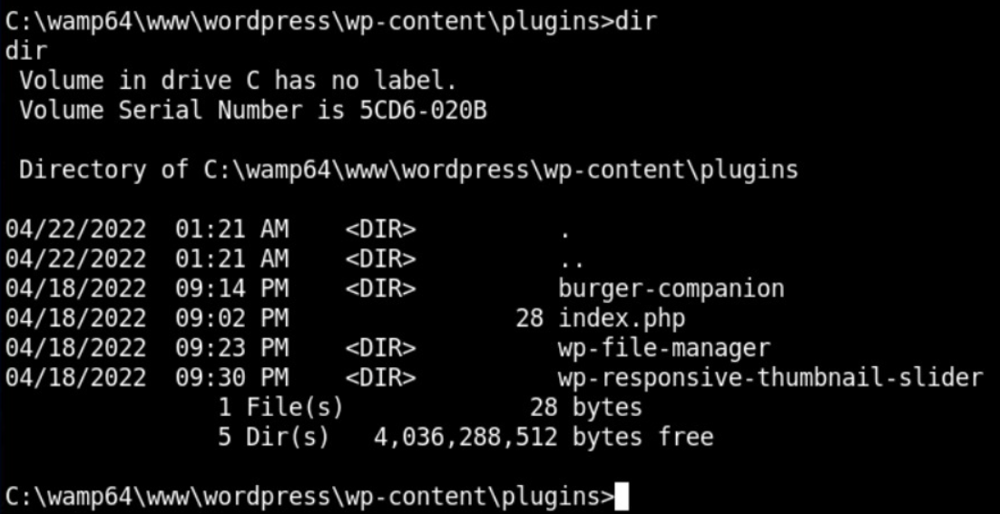 C:\wamp64\www\wordpress\wp-content\plugins>dir
dir
 Volume in drive C has no label.
 Volume Serial Number is 5CD6-020B

 Directory of C:\wamp64\www\wordpress\wp-content\plugins

04/22/2022  01:21 AM    <DIR>          .
04/22/2022  01:21 AM    <DIR>          ..
04/18/2022  09:14 PM    <DIR>          burger-companion
04/18/2022  09:02 PM                28 index.php
04/18/2022  09:23 PM    <DIR>          wp-file-manager
04/18/2022  09:30 PM    <DIR>          wp-responsive-thumbnail-slider
               1 File(s)             28 bytes
               5 Dir(s)   4,036,288,512 bytes free

C:\wamp64\www\wordpress\wp-content\plugins>